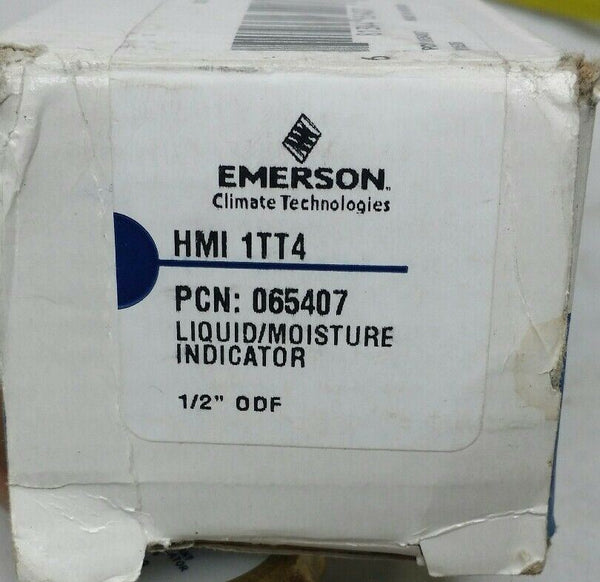 EMERSON.
Climate Technologies
HMI 1TT4
PCN: 065407
LIQUID/MOISTURE
INDICATOR
1/2" ODF